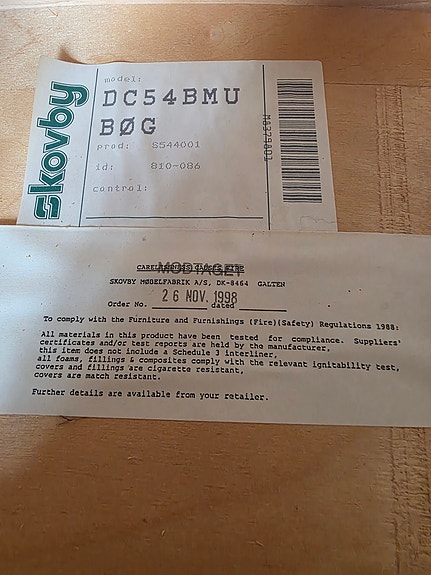 skovby
model:
DC54BMU
BØG
prod: S544001
id: 810-086
control:
CARELESSNESS CAUSES FIRE
MODTAGET
SKOVBY MØBELFABRIK A/S, DK-8464 GALTEN
26 NOV. 1998
Order No. dated
To comply with the Furniture and Furnishings (Fire)(Safety) Regulations 1988:
All materials in this product have been tested for compliance. Suppliers'
certificates and/or test reports are held by the manufacturer,
this item does not include a Schedule 3 interliner,
all foams, fillings & composites comply with the relevant ignitability test,
covers and fillings are cigarette resistant,
covers are match resistant.
Further details are available from your retailer.